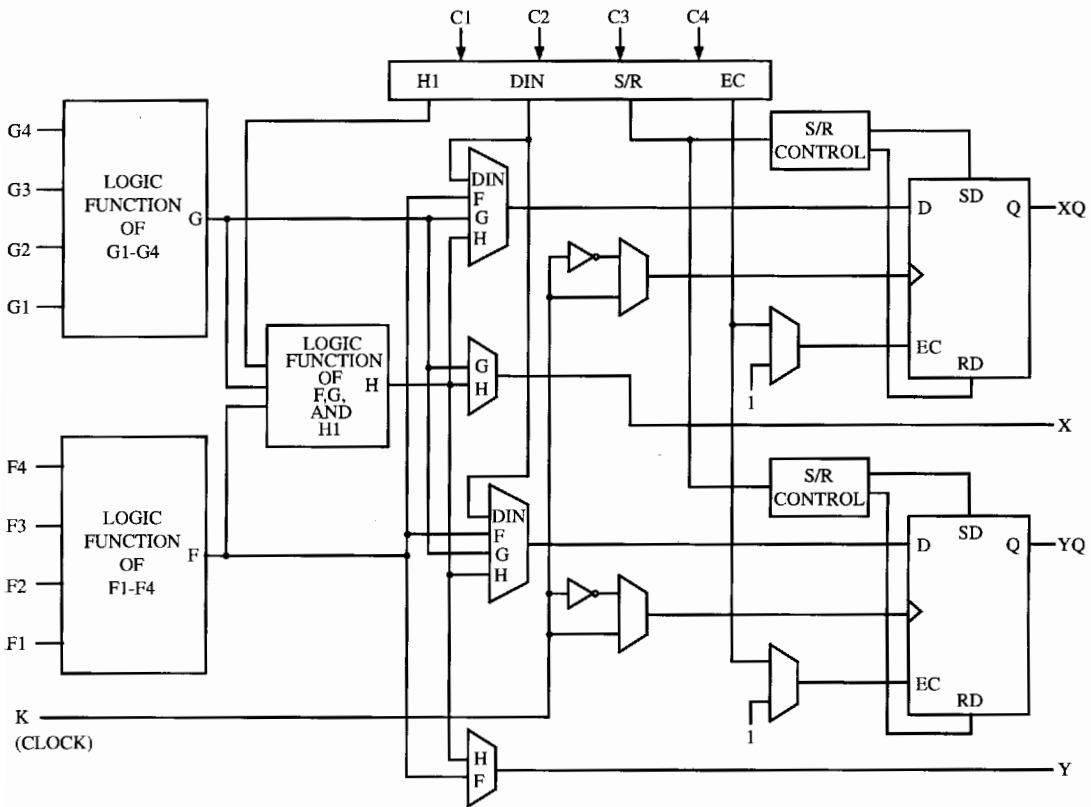 C1 C2 C3 C4
H1 DIN S/R EC
G4
G3
G2
G1
LOGIC
FUNCTION
OF
G1-G4
G
DIN
F
G
H
S/R
CONTROL
SD
D
Q
EC
RD
XQ
1
LOGIC
FUNCTION
OF
F,G,
AND
H1
H
G
H
X
F4
F3
F2
F1
LOGIC
FUNCTION
OF
F1-F4
F
DIN
F
G
H
S/R
CONTROL
SD
D
Q
EC
RD
YQ
1
K
(CLOCK)
H
F
Y